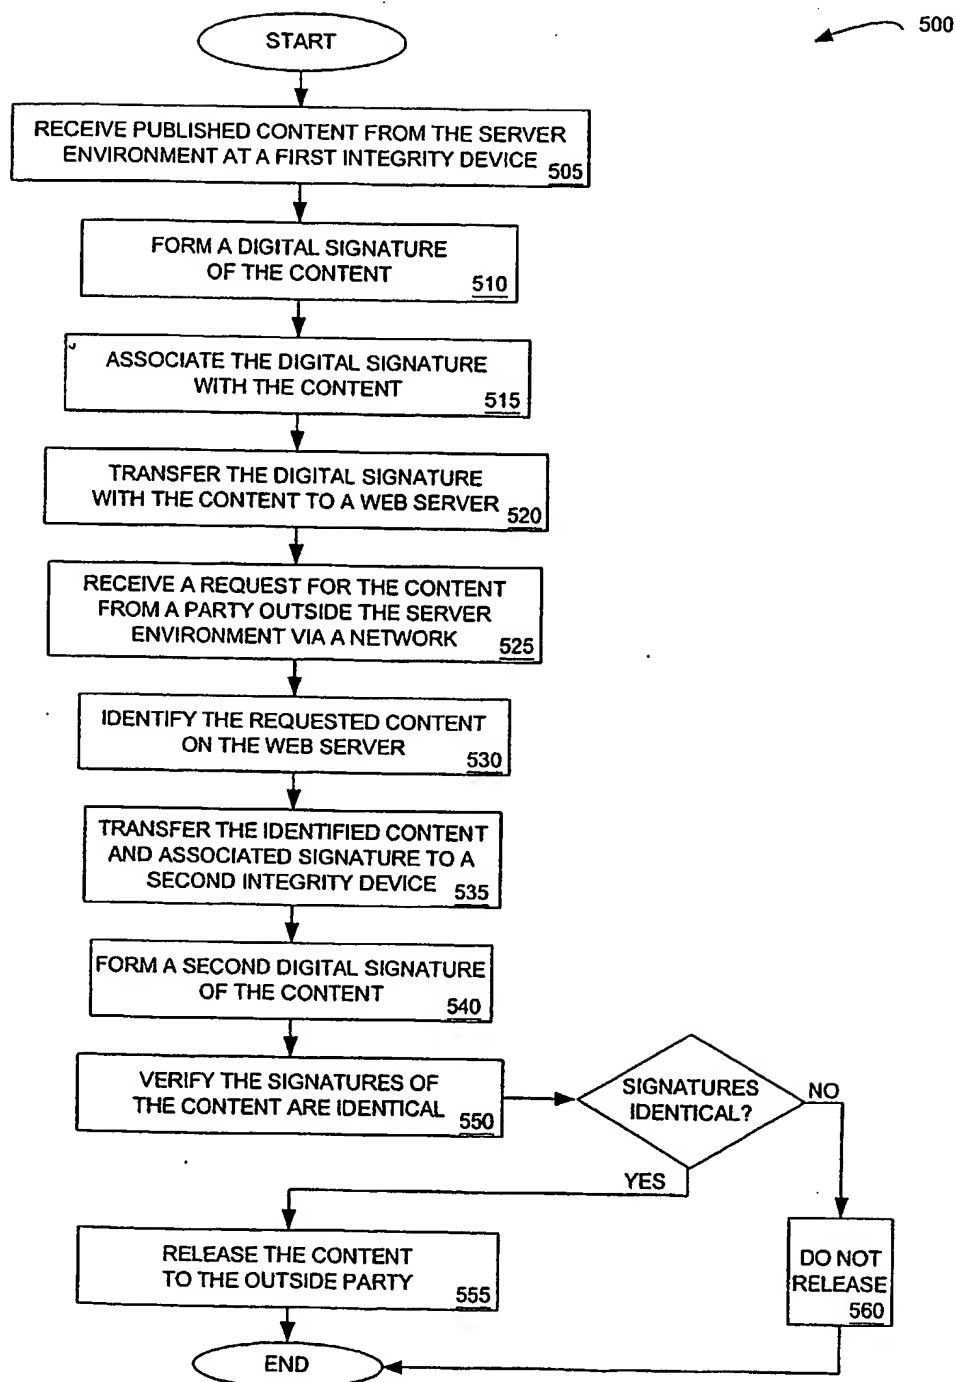 START
500
RECEIVE PUBLISHED CONTENT FROM THE SERVER
ENVIRONMENT AT A FIRST INTEGRITY DEVICE
505
FORM A DIGITAL SIGNATURE
OF THE CONTENT
510
ASSOCIATE THE DIGITAL SIGNATURE
WITH THE CONTENT
515
TRANSFER THE DIGITAL SIGNATURE
WITH THE CONTENT TO A WEB SERVER
520
RECEIVE A REQUEST FOR THE CONTENT
FROM A PARTY OUTSIDE THE SERVER
ENVIRONMENT VIA A NETWORK
525
IDENTIFY THE REQUESTED CONTENT
ON THE WEB SERVER
530
TRANSFER THE IDENTIFIED CONTENT
AND ASSOCIATED SIGNATURE TO A
SECOND INTEGRITY DEVICE
535
FORM A SECOND DIGITAL SIGNATURE
OF THE CONTENT
540
VERIFY THE SIGNATURES OF
THE CONTENT ARE IDENTICAL
550
SIGNATURES
IDENTICAL?
NO
YES
RELEASE THE CONTENT
TO THE OUTSIDE PARTY
555
DO NOT
RELEASE
560
END